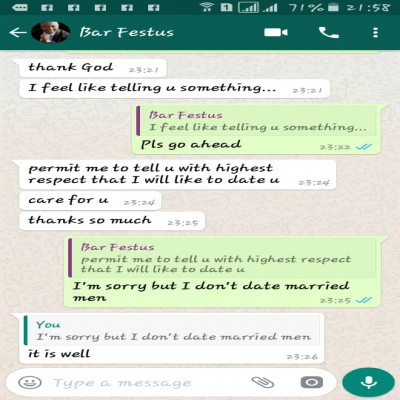 71% 21:58
Bar Festus
thank God 23:21
I feel like telling u something... 23:21
Bar Festus
I feel like telling u something...
Pls go ahead 23:22
permit me to tell u with highest
respect that I will like to date u 23:24
care for u 23:24
thanks so much 23:25
Bar Festus
permit me to tell u with highest respect
that I will like to date u
I'm sorry but I don't date married
men 23:25
You
I'm sorry but I don't date married men
it is well 23:26
Type a message